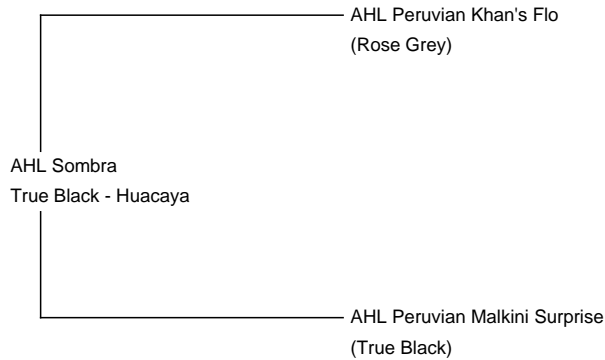 AHL Peruvian Khan's Flo
(Rose Grey)
AHL Sombra
True Black - Huacaya
AHL Peruvian Malkini Surprise
(True Black)